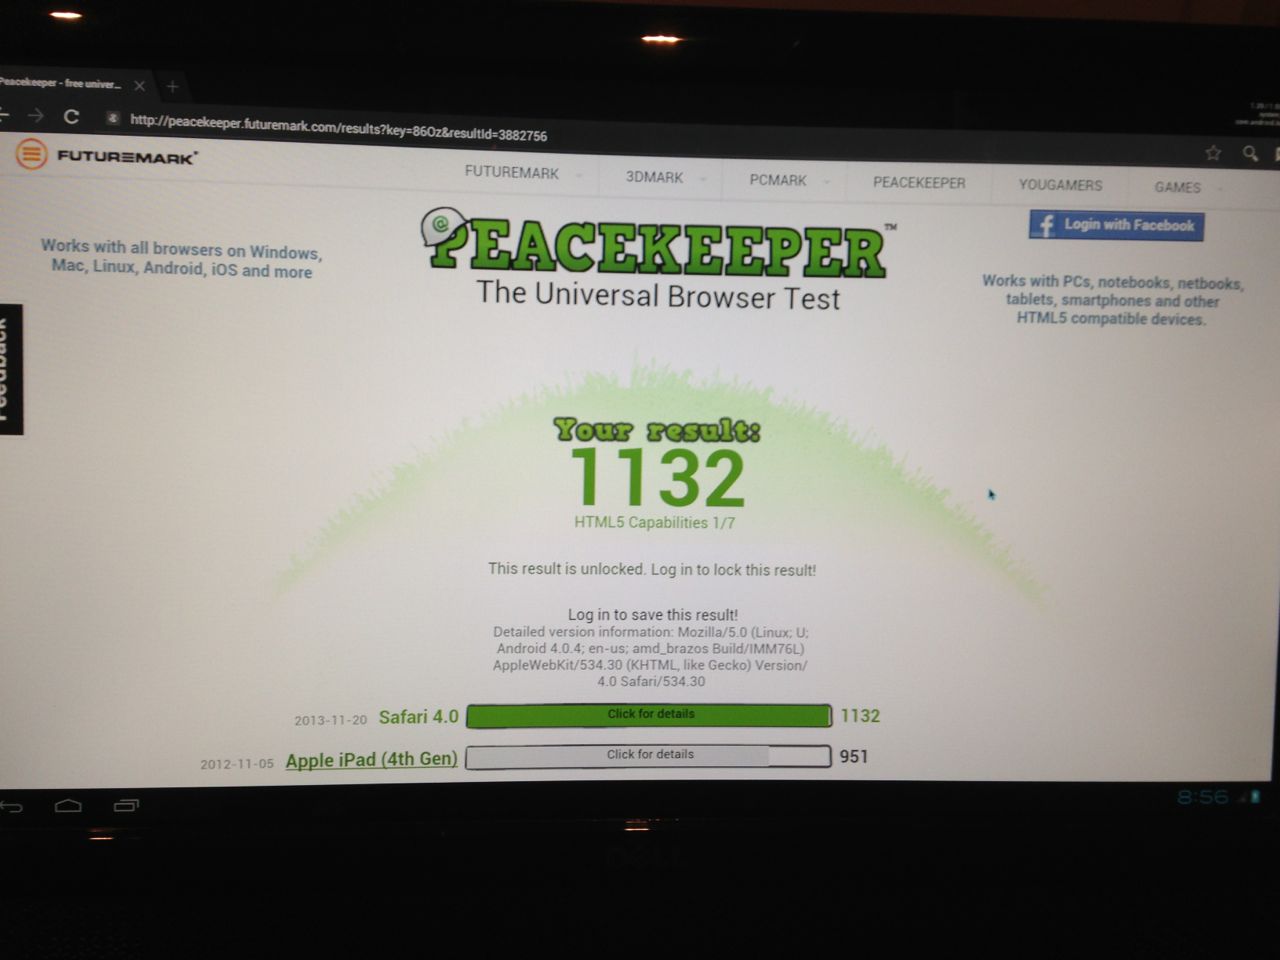 Peacekeeper - free univer...
http://peacekeeper.futuremark.com/results?key=86Oz&resultId=3882756
FUTUREMARK
FUTUREMARK 3DMARK PCMARK PEACEKEEPER YOUGAMERS GAMES
Login with Facebook
PEACEKEEPER™
The Universal Browser Test
Works with all browsers on Windows,
Mac, Linux, Android, iOS and more
Works with PCs, notebooks, netbooks,
tablets, smartphones and other
HTML5 compatible devices.
Feedback
Your result:
1132
HTML5 Capabilities 1/7
This result is unlocked. Log in to lock this result!
Log in to save this result!
Detailed version information: Mozilla/5.0 (Linux; U;
Android 4.0.4; en-us; amd_brazos Build/IMM76L)
AppleWebKit/534.30 (KHTML, like Gecko) Version/
4.0 Safari/534.30
2013-11-20 Safari 4.0 Click for details 1132
2012-11-05 Apple iPad (4th Gen) Click for details 951
8:56
DELL